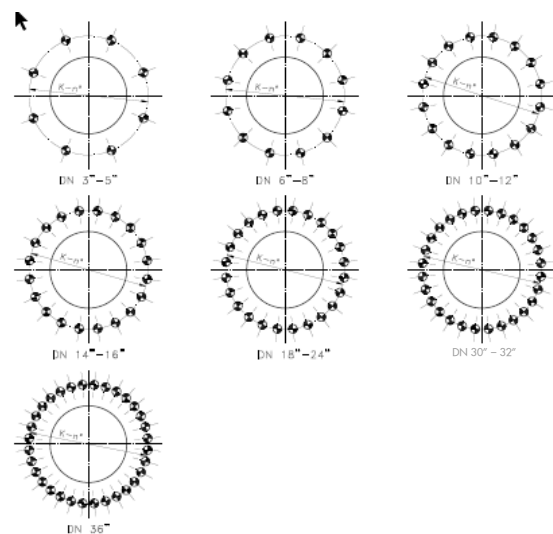 K-n°
DN 3"-5"
K-n°
DN 6"-8"
K-n°
DN 10"-12"
K-n°
DN 14"-16"
K-n°
DN 18"-24"
K-n°
DN 30" - 32"
K-n°
DN 36"